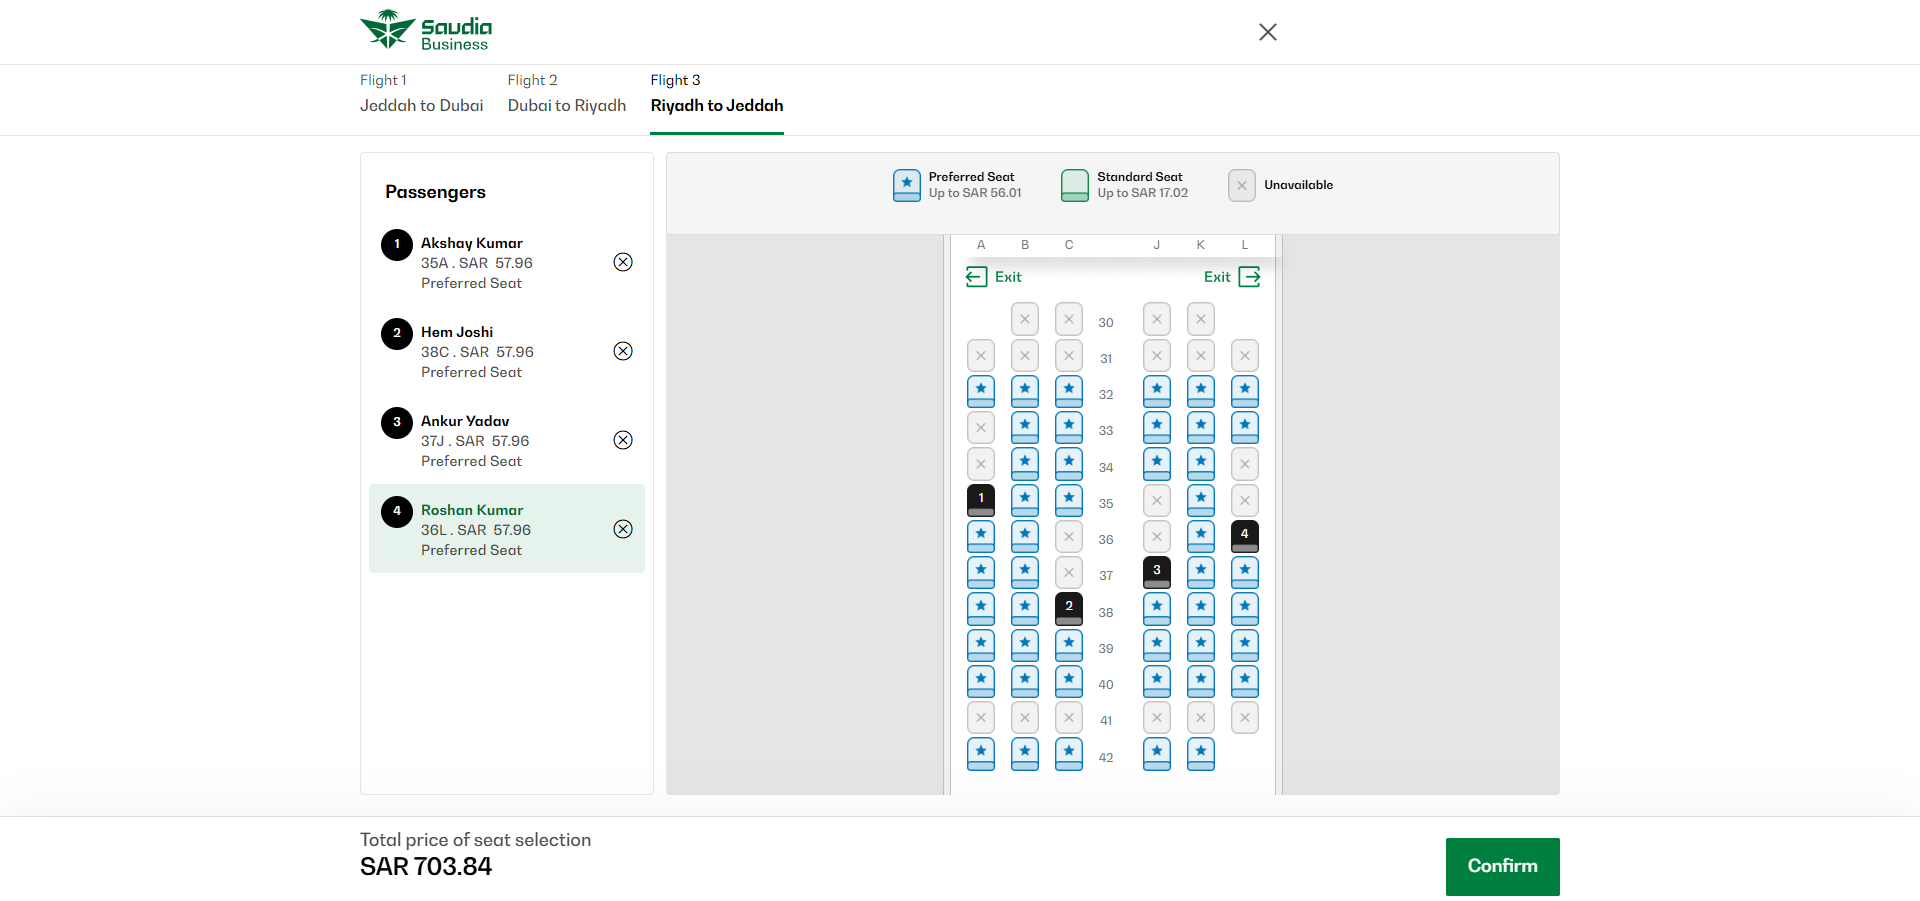 Saudia
Business
Flight 1
Jeddah to Dubai
Flight 2
Dubai to Riyadh
Flight 3
Riyadh to Jeddah
Passengers
1
Akshay Kumar
35A . SAR 57.96
Preferred Seat
2
Hem Joshi
38C . SAR 57.96
Preferred Seat
3
Ankur Yadav
37J . SAR 57.96
Preferred Seat
4
Roshan Kumar
36L . SAR 57.96
Preferred Seat
Preferred Seat
Up to SAR 56.01
Standard Seat
Up to SAR 17.02
Unavailable
A B C J K L
Exit Exit
30
31
32
33
34
1 35
36 4
37 3
2 38
39
40
41
42
Total price of seat selection
SAR 703.84
Confirm